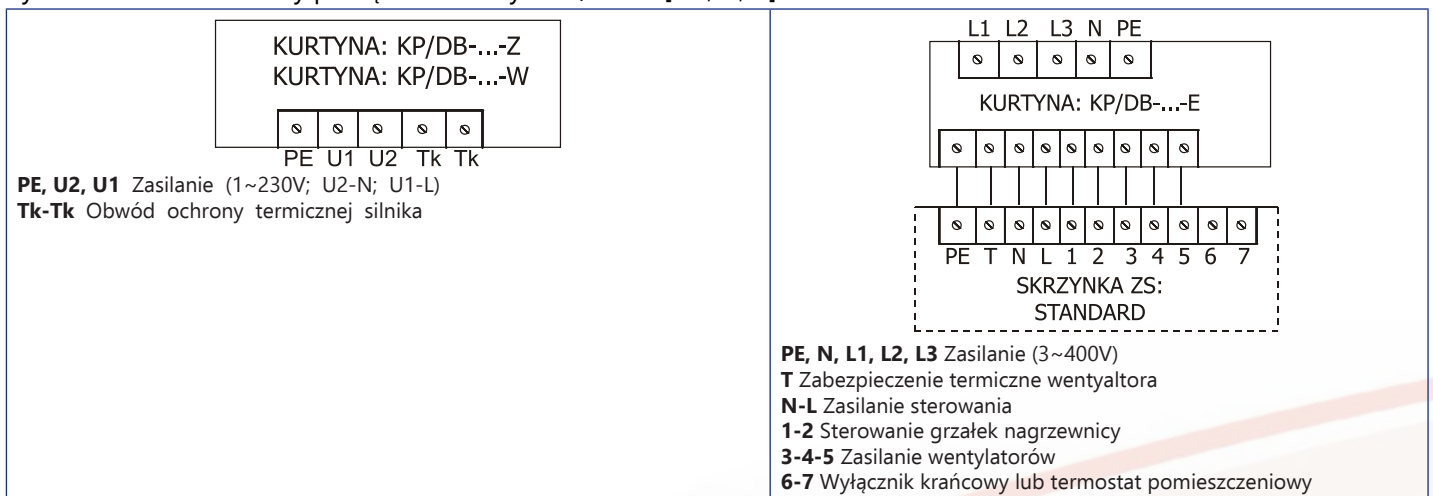 KURTYNA: KP/DB-...-Z
KURTYNA: KP/DB-...-W
PE U1 U2 Tk Tk
PE, U2, U1 Zasilanie (1~230V; U2-N; U1-L)
Tk-Tk Obwód ochrony termicznej silnika
L1 L2 L3 N PE
KURTYNA: KP/DB-...-E
PE T N L 1 2 3 4 5 6 7
SKRZYNKA ZS:
STANDARD
PE, N, L1, L2, L3 Zasilanie (3~400V)
T Zabezpieczenie termiczne wentyaltora
N-L Zasilanie sterowania
1-2 Sterowanie grzałek nagrzewnicy
3-4-5 Zasilanie wentylatorów
6-7 Wyłącznik krańcowy lub termostat pomieszczeniowy